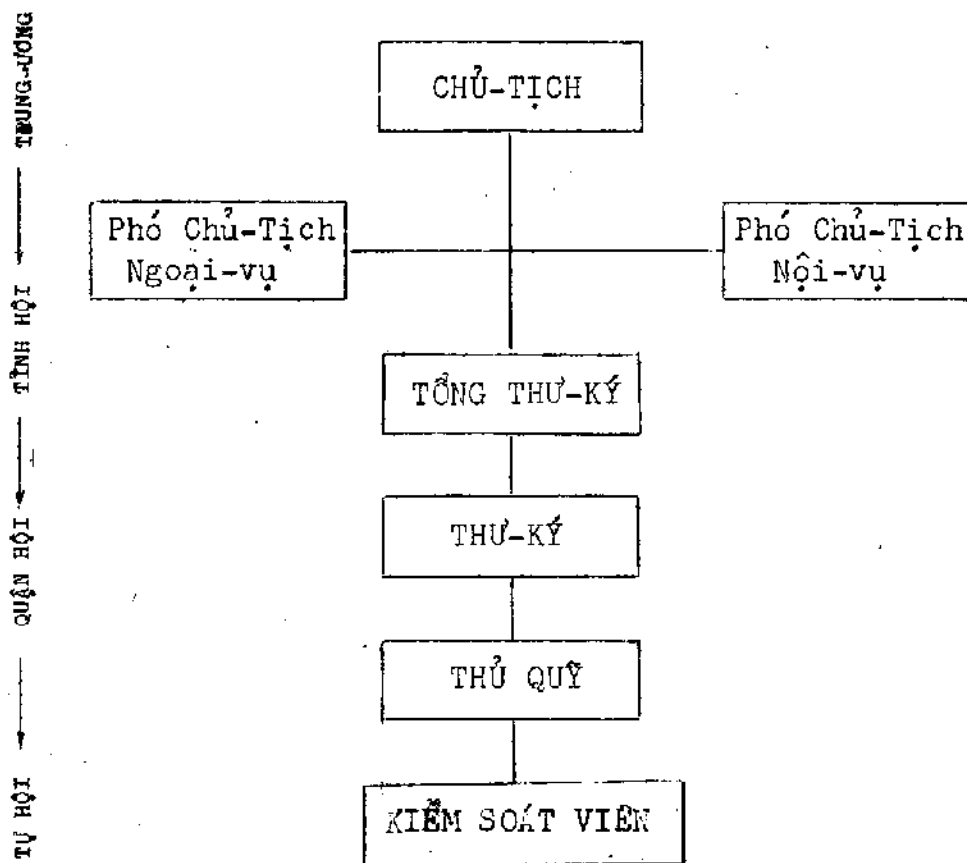 CHỦ-TỊCH
Phó Chủ-Tịch
Ngoại-vụ
Phó Chủ-Tịch
Nội-vụ
TỔNG THƯ-KÝ
THƯ-KÝ
THỦ QUỸ
KIỂM SOÁT VIÊN
TRUNG-ƯƠNG
TỈNH HỘI
QUẬN HỘI
TỰ HỘI